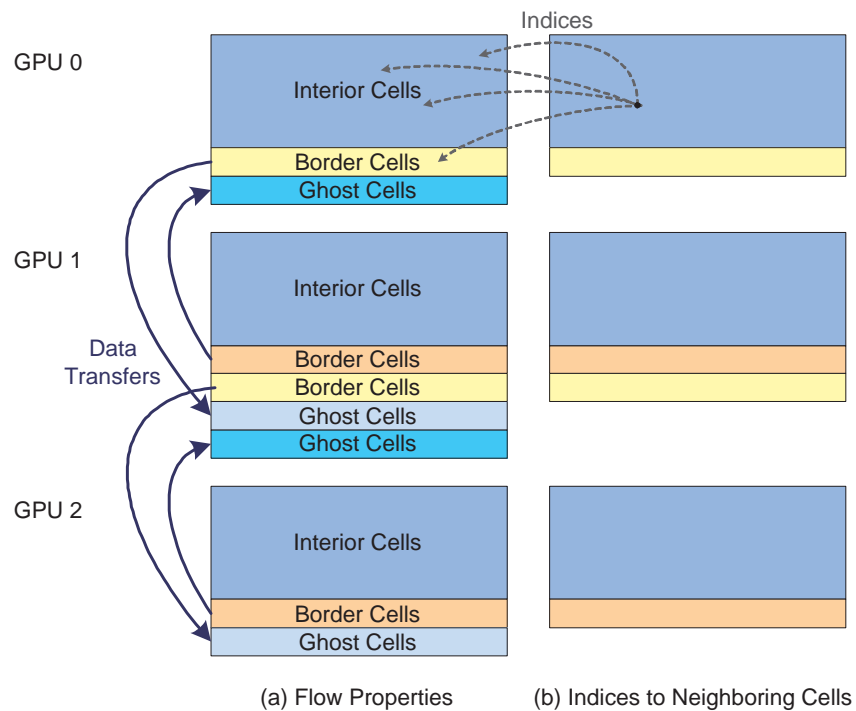 Indices
GPU 0
Interior Cells
Border Cells
Ghost Cells
GPU 1
Interior Cells
Data
Transfers
Border Cells
Border Cells
Ghost Cells
Ghost Cells
GPU 2
Interior Cells
Border Cells
Ghost Cells
(a) Flow Properties
(b) Indices to Neighboring Cells